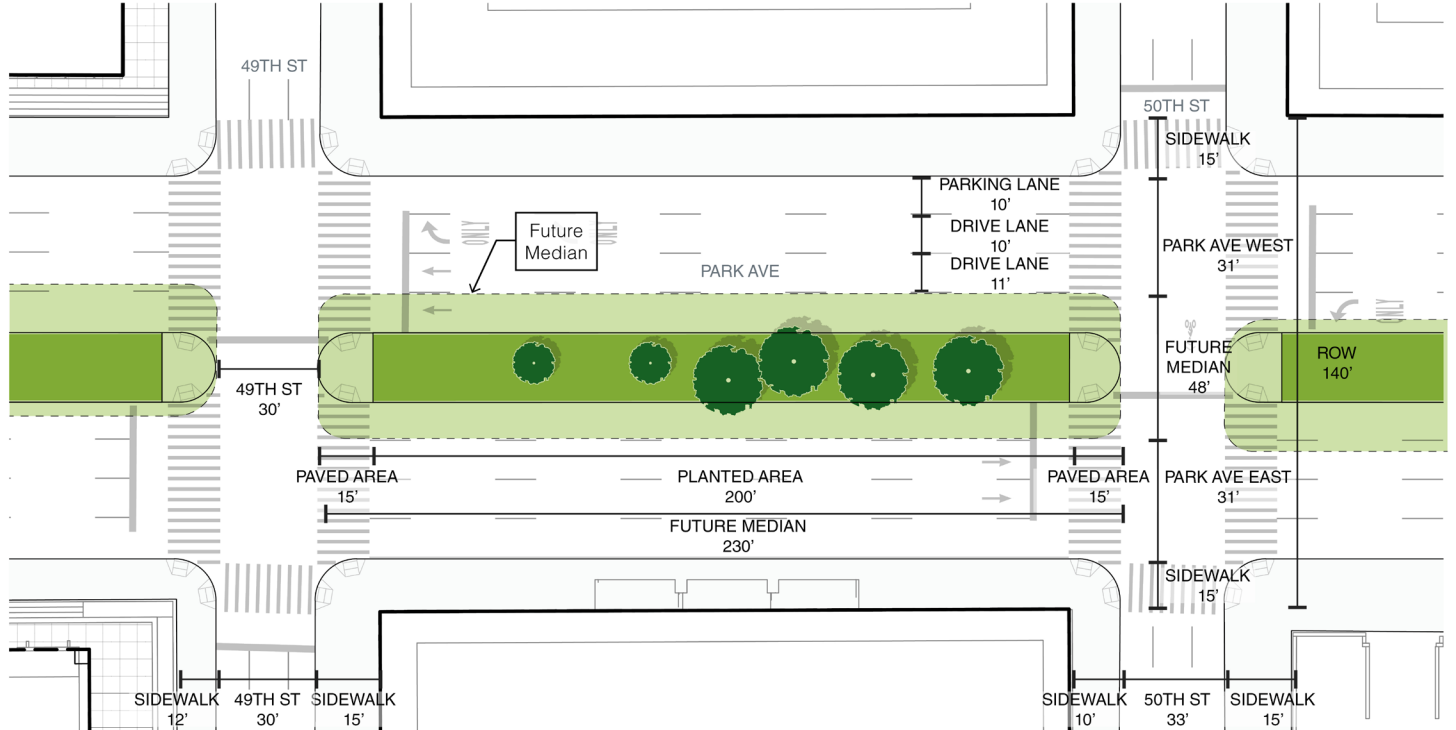 49TH ST
50TH ST
SIDEWALK
15’
PARKING LANE
10’
DRIVE LANE
10’
DRIVE LANE
11’
ONLY
ONLY
Future
Median
PARK AVE
PARK AVE WEST
31’
ONLY
FUTURE
MEDIAN
48’
ROW
140’
49TH ST
30’
PAVED AREA
15’
PLANTED AREA
200’
PAVED AREA
15’
PARK AVE EAST
31’
FUTURE MEDIAN
230’
SIDEWALK
15’
SIDEWALK
12’
49TH ST
30’
SIDEWALK
15’
SIDEWALK
10’
50TH ST
33’
SIDEWALK
15’